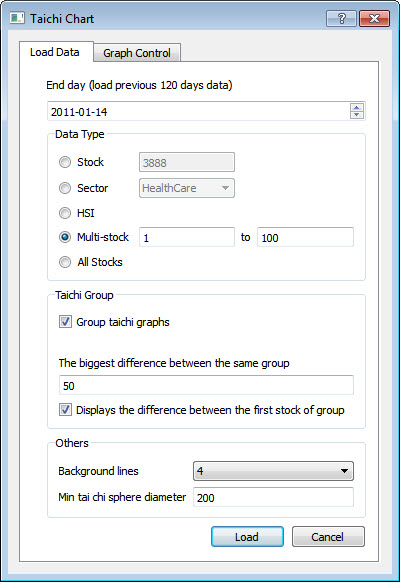 Taichi Chart
Load Data Graph Control
End day (load previous 120 days data)
2011-01-14
Data Type
Stock 3888
Sector HealthCare
HSI
Multi-stock 1 to 100
All Stocks
Taichi Group
Group taichi graphs
The biggest difference between the same group
50
Displays the difference between the first stock of group
Others
Background lines 4
Min tai chi sphere diameter 200
Load Cancel